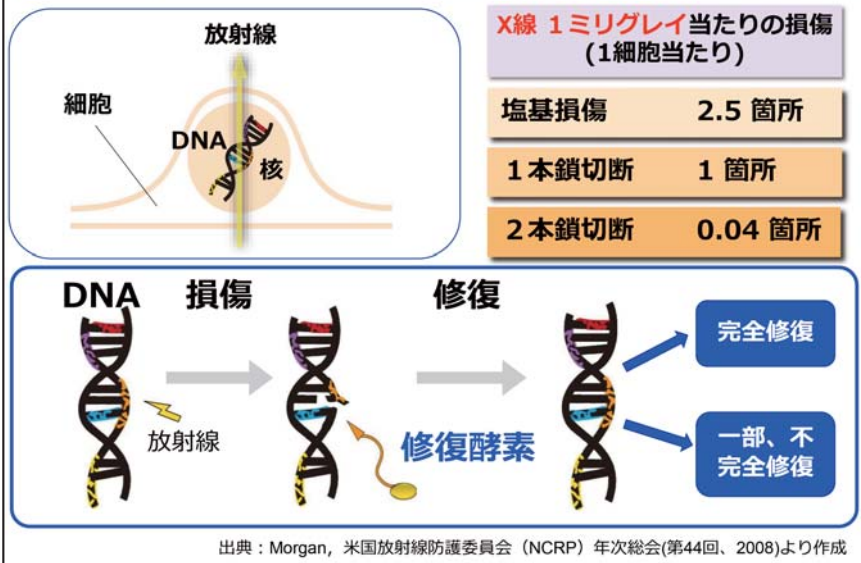 放射線
細胞
DNA
核
X線 1ミリグレイ当たりの損傷
(1細胞当たり)
塩基損傷 2.5 箇所
1本鎖切断 1 箇所
2本鎖切断 0.04 箇所
DNA 損傷 修復
放射線
修復酵素
完全修復
一部、不
完全修復
出典：Morgan，米国放射線防護委員会（NCRP）年次総会(第44回、2008)より作成